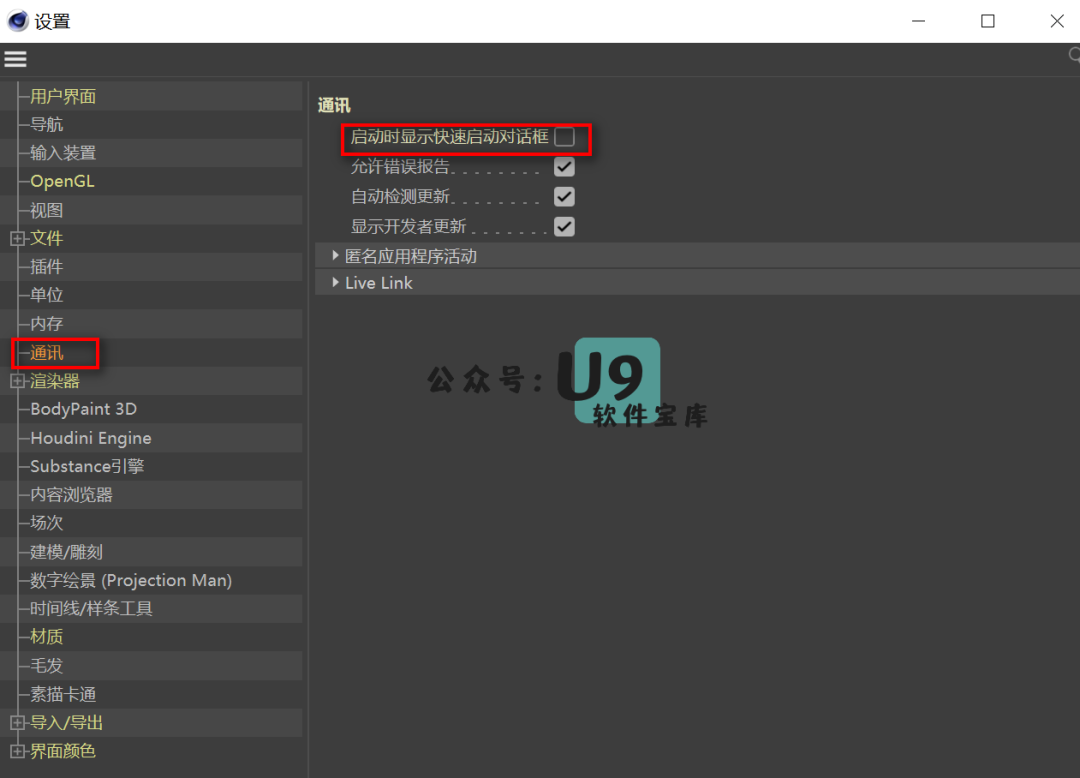 设置
用户界面
导航
输入装置
OpenGL
视图
文件
插件
单位
内存
通讯
渲染器
BodyPaint 3D
Houdini Engine
Substance引擎
内容浏览器
场次
建模/雕刻
数字绘景 (Projection Man)
时间线/样条工具
材质
毛发
素描卡通
导入/导出
界面颜色
通讯
启动时显示快速启动对话框
允许错误报告. . . . . . . .
自动检测更新. . . . . . . .
显示开发者更新 . . . . . . .
匿名应用程序活动
Live Link
公众号:U9
软件宝库